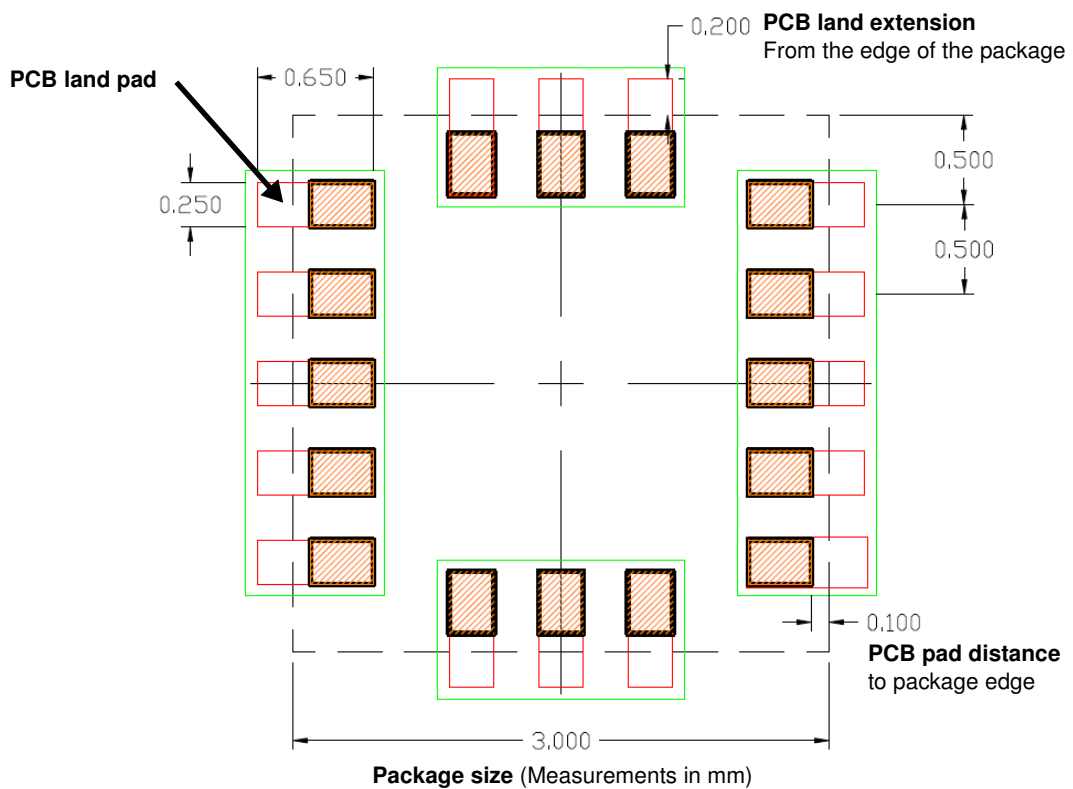 0.200 PCB land extension
From the edge of the package
PCB land pad
0.650
0.500
0.250
0.500
0.100
PCB pad distance
to package edge
3.000
Package size (Measurements in mm)